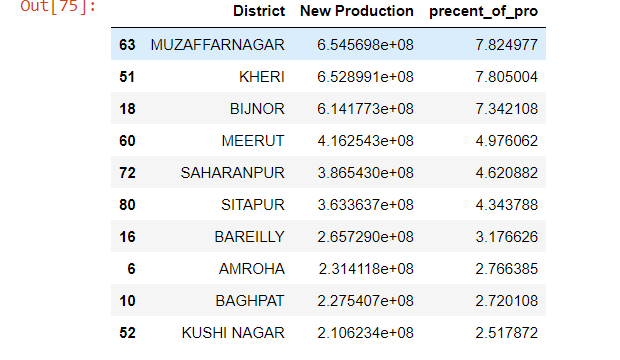 Out[75]:
District New Production precent_of_pro
63 MUZAFFARNAGAR 6.545698e+08 7.824977
51 KHERI 6.528991e+08 7.805004
18 BIJNOR 6.141773e+08 7.342108
60 MEERUT 4.162543e+08 4.976062
72 SAHARANPUR 3.865430e+08 4.620882
80 SITAPUR 3.633637e+08 4.343788
16 BAREILLY 2.657290e+08 3.176626
6 AMROHA 2.314118e+08 2.766385
10 BAGHPAT 2.275407e+08 2.720108
52 KUSHI NAGAR 2.106234e+08 2.517872